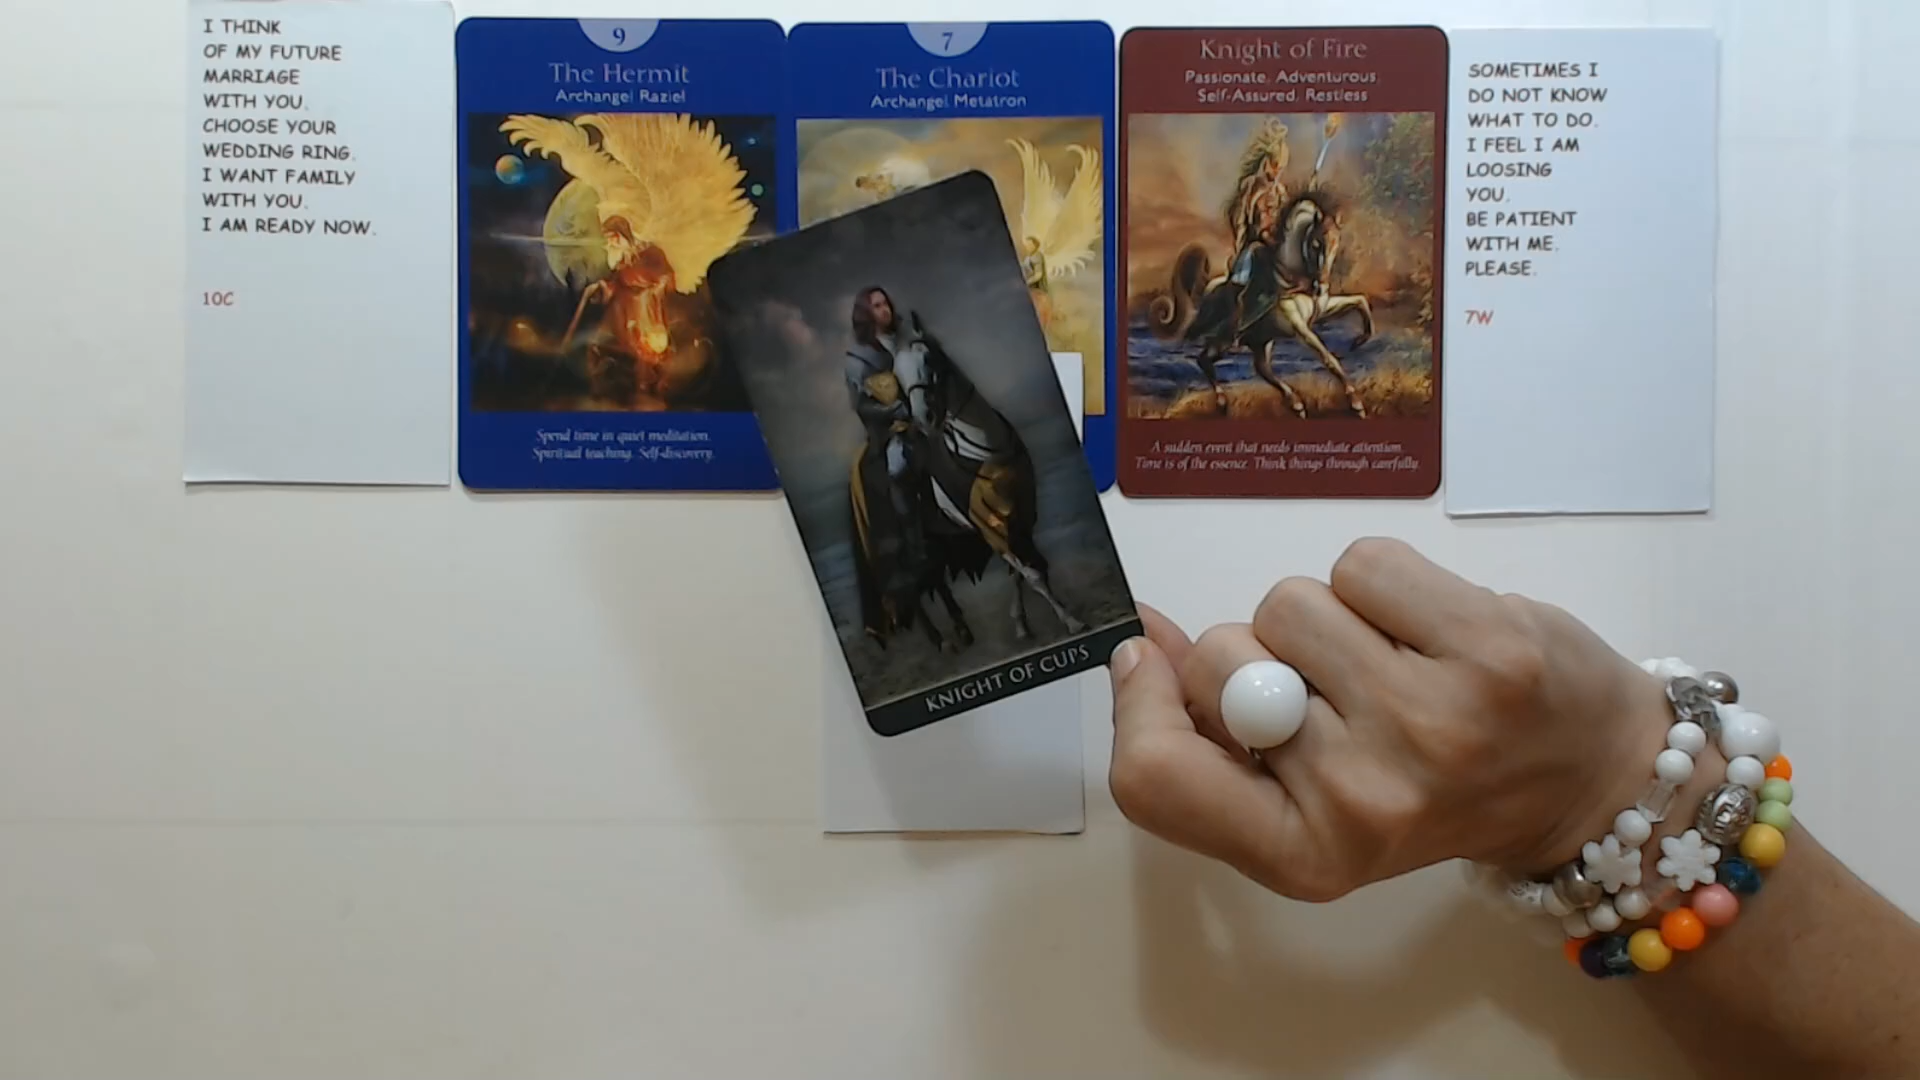 I THINK
OF MY FUTURE
MARRIAGE
WITH YOU.
CHOOSE YOUR
WEDDING RING.
I WANT FAMILY
WITH YOU.
I AM READY NOW.
10C
9
The Hermit
Archangel Raziel
Spend time in quiet meditation.
Spiritual teaching. Self-discovery.
7
The Chariot
Archangel Metatron
Knight of Fire
Passionate, Adventurous,
Self-Assured, Restless
A sudden event that needs immediate attention.
Time is of the essence. Think things through carefully.
SOMETIMES I
DO NOT KNOW
WHAT TO DO.
I FEEL I AM
LOOSING
YOU.
BE PATIENT
WITH ME.
PLEASE.
7W
KNIGHT OF CUPS